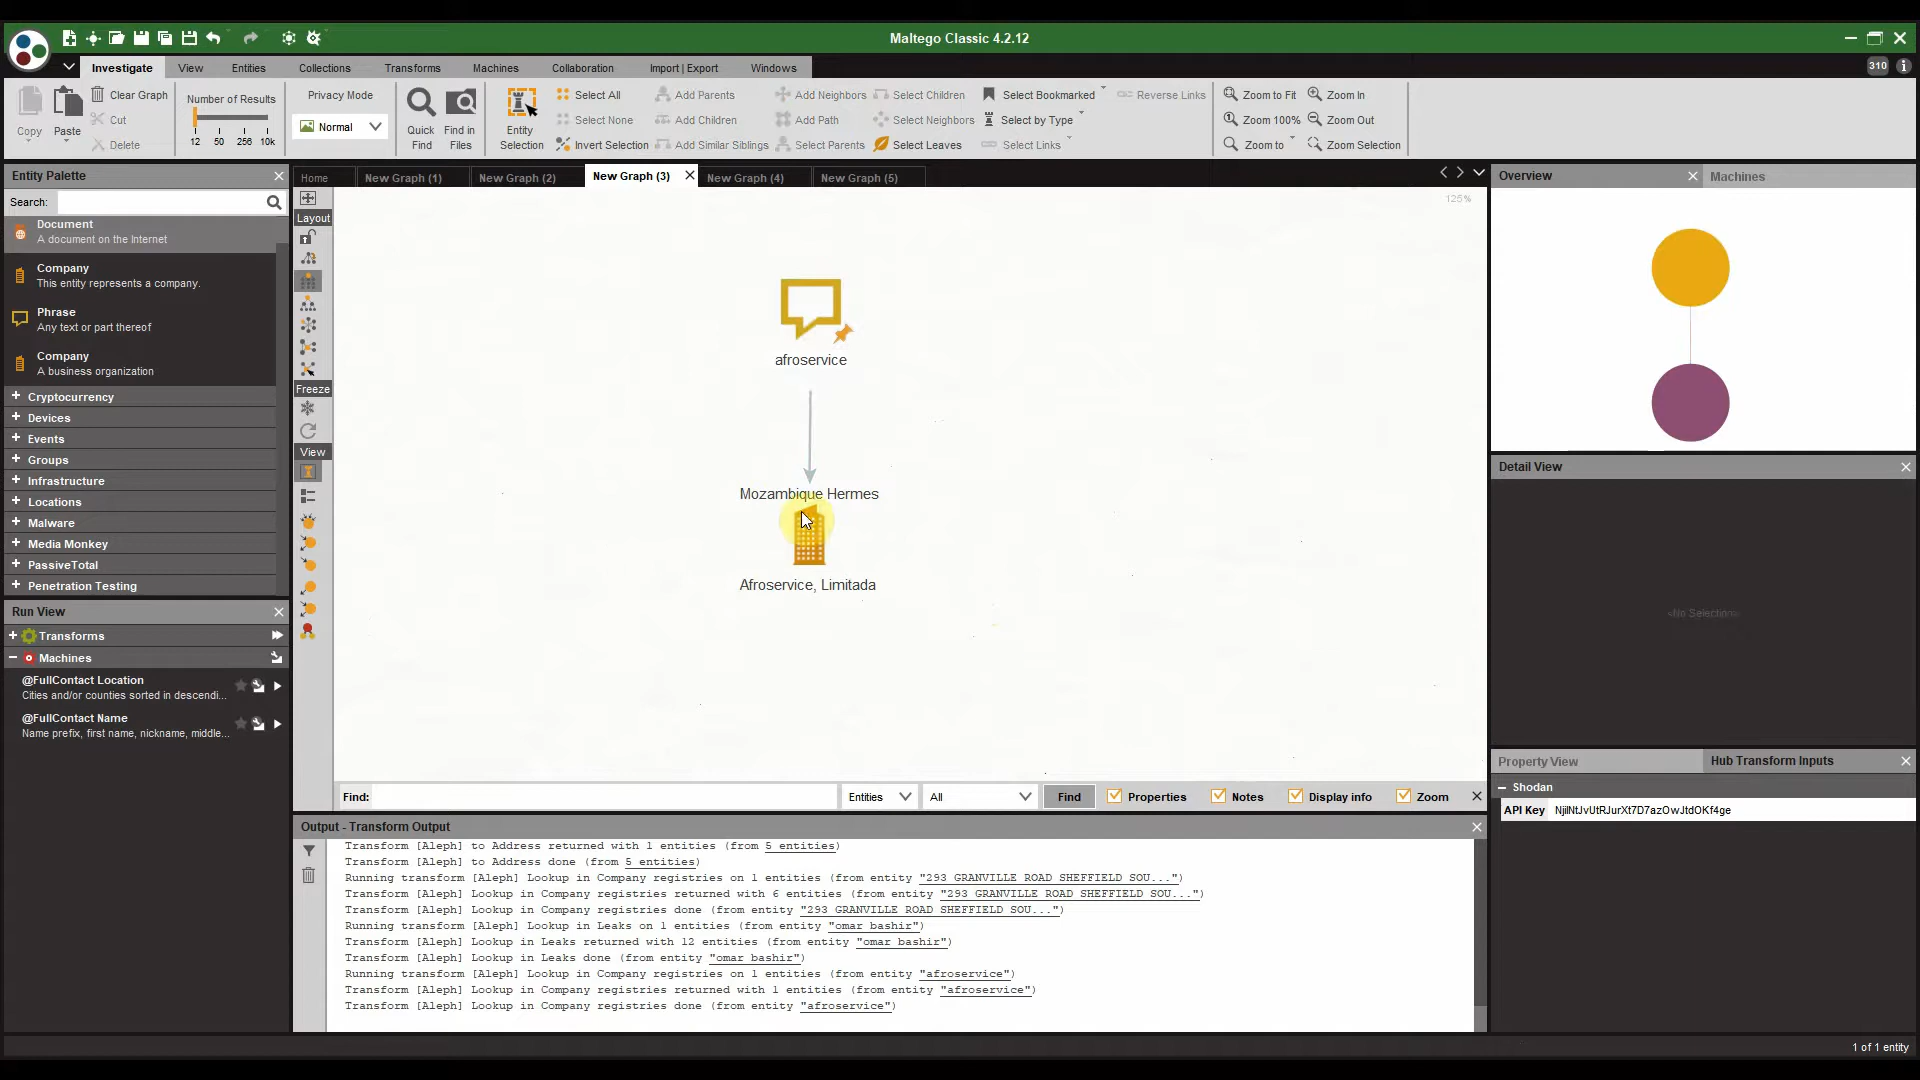 Maltego Classic 4.2.12
Investigate View Entities Collections Transforms Machines Collaboration Import | Export Windows
310
Copy
Paste
Clear Graph
Cut
Delete
Number of Results
12 50 256 10k
Privacy Mode
Normal
Quick Find
Find in Files
Entity Selection
Select All
Select None
Invert Selection
Add Parents
Add Children
Add Similar Siblings
Add Neighbors
Add Path
Select Parents
Select Children
Select Neighbors
Select Leaves
Select Bookmarked
Select by Type
Select Links
Reverse Links
Zoom to Fit
Zoom 100%
Zoom to
Zoom In
Zoom Out
Zoom Selection
Entity Palette
Search:
Document
A document on the Internet
Company
This entity represents a company.
Phrase
Any text or part thereof
Company
A business organization
Cryptocurrency
Devices
Events
Groups
Infrastructure
Locations
Malware
Media Monkey
PassiveTotal
Penetration Testing
Run View
Transforms
Machines
@FullContact Location
Cities and/or counties sorted in descendi...
@FullContact Name
Name prefix, first name, nickname, middle...
Home New Graph (1) New Graph (2) New Graph (3) New Graph (4) New Graph (5)
Layout
Freeze
View
125%
afroservice
Mozambique Hermes
Afroservice, Limitada
Find:
Entities
All
Find
Properties
Notes
Display info
Zoom
Output - Transform Output
Transform [Aleph] to Address returned with 1 entities (from 5 entities)
Transform [Aleph] to Address done (from 5 entities)
Running transform [Aleph] Lookup in Company registries on 1 entities (from entity "293 GRANVILLE ROAD SHEFFIELD SOU...")
Transform [Aleph] Lookup in Company registries returned with 6 entities (from entity "293 GRANVILLE ROAD SHEFFIELD SOU...")
Transform [Aleph] Lookup in Company registries done (from entity "293 GRANVILLE ROAD SHEFFIELD SOU...")
Running transform [Aleph] Lookup in Leaks on 1 entities (from entity "omar bashir")
Transform [Aleph] Lookup in Leaks returned with 12 entities (from entity "omar bashir")
Transform [Aleph] Lookup in Leaks done (from entity "omar bashir")
Running transform [Aleph] Lookup in Company registries on 1 entities (from entity "afroservice")
Transform [Aleph] Lookup in Company registries returned with 1 entities (from entity "afroservice")
Transform [Aleph] Lookup in Company registries done (from entity "afroservice")
Overview
Machines
Detail View
<No Selection>
Property View
Hub Transform Inputs
Shodan
API Key
1 of 1 entity